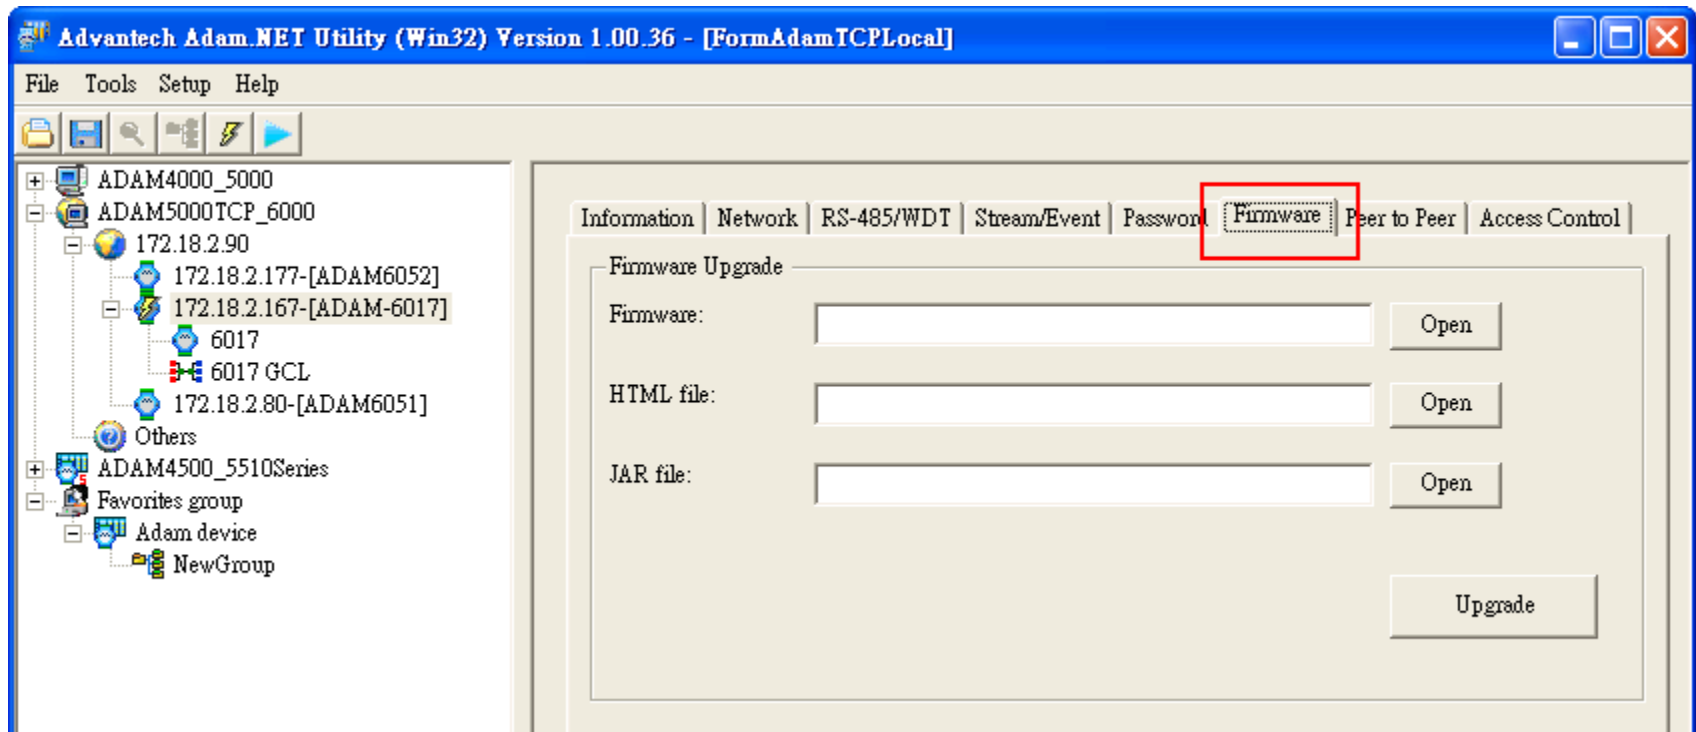 Advantech Adam.NET Utility (Win32) Version 1.00.36 - [FormAdamTCPLocal]
File Tools Setup Help
ADAM4000_5000
ADAM5000TCP_6000
172.18.2.90
172.18.2.177-[ADAM6052]
172.18.2.167-[ADAM-6017]
6017
6017 GCL
172.18.2.80-[ADAM6051]
Others
ADAM4500_5510Series
Favorites group
Adam device
NewGroup
Information Network RS-485/WDT Stream/Event Password Firmware Peer to Peer Access Control
Firmware Upgrade
Firmware: Open
HTML file: Open
JAR file: Open
Upgrade